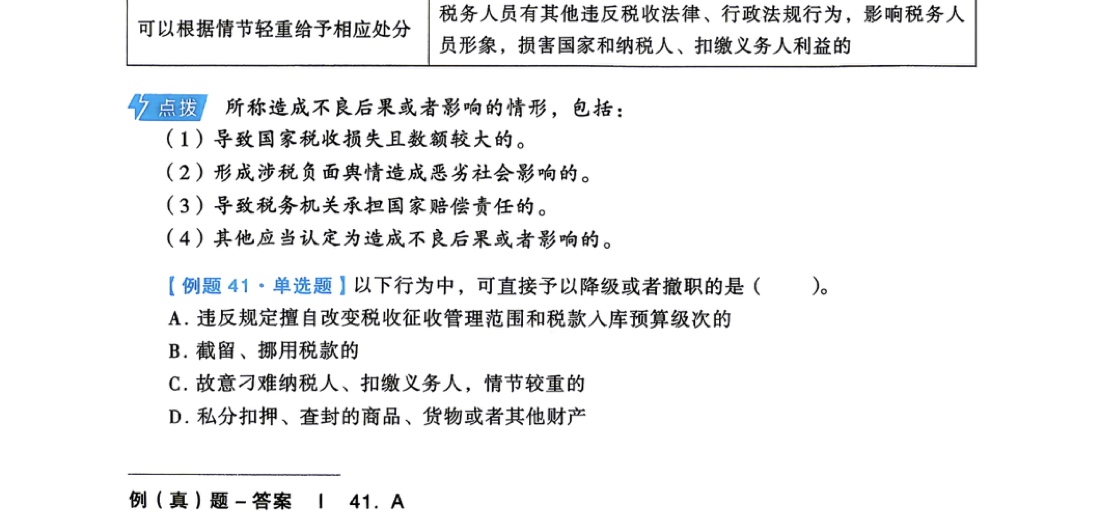 可以根据情节轻重给予相应处分
税务人员有其他违反税收法律、行政法规行为，影响税务人
员形象，损害国家和纳税人、扣缴义务人利益的
点拨 所称造成不良后果或者影响的情形，包括：
（1）导致国家税收损失且数额较大的。
（2）形成涉税负面舆情造成恶劣社会影响的。
（3）导致税务机关承担国家赔偿责任的。
（4）其他应当认定为造成不良后果或者影响的。
【例题 41·单选题】以下行为中，可直接予以降级或者撤职的是（　　）。
A. 违反规定擅自改变税收征收管理范围和税款入库预算级次的
B. 截留、挪用税款的
C. 故意刁难纳税人、扣缴义务人，情节较重的
D. 私分扣押、查封的商品、货物或者其他财产
例（真）题－答案 | 41. A